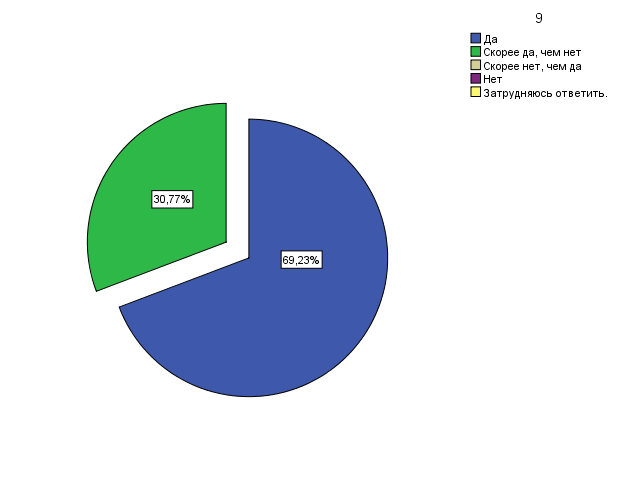 9
Да
Скорее да, чем нет
Скорее нет, чем да
Нет
Затрудняюсь ответить.
30,77%
69,23%